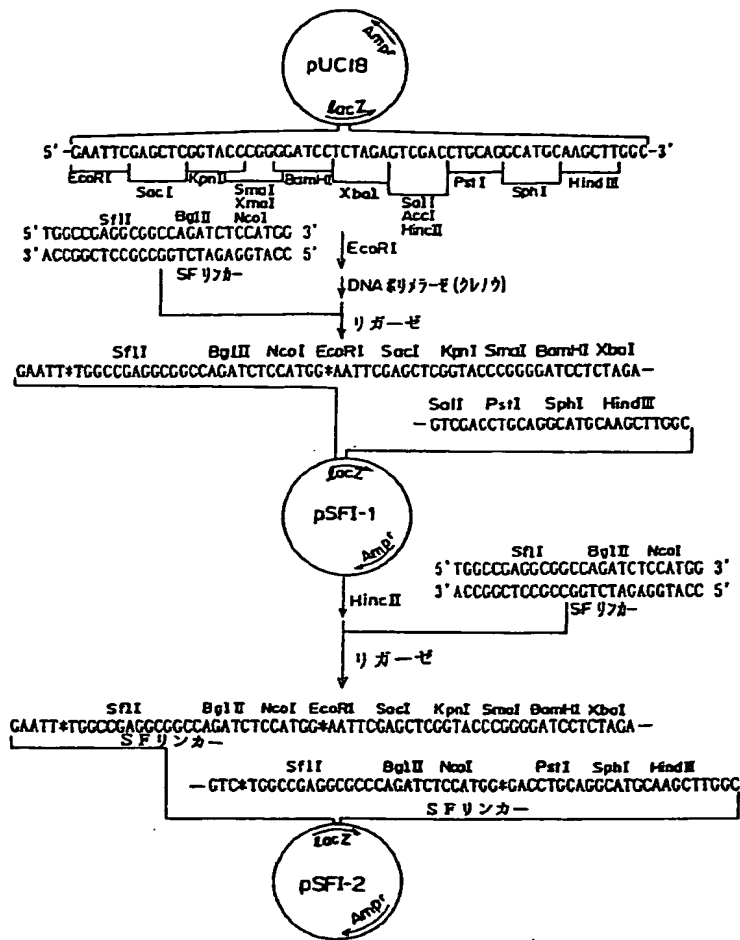 Ampr
pUC18
lacZ
5'-GAATTCGAGCTCGGTACCCGGGGATCCTCTAGAGTCGACCTGCAGGCATGCAAGCTTGGC-3'
EcoRI KpnI BamHI PstI HindIII
SacI SmaI XbaI SalI SphI
XmaI AccI
HincII
SfiI BglII NcoI
5'TGGCCGAGGCGGCCAGATCTCCATGG 3'
3'ACCGGCTCCGCCGGTCTAGAGGTACC 5'
SFリンカー
EcoRI
DNAポリメラーゼ(クレノウ)
リガーゼ
SfiI BglII NcoI EcoRI SacI KpnI SmaI BamHI XbaI
GAATT*TGGCCGAGGCGGCCAGATCTCCATGG*AATTCGAGCTCGGTACCCGGGGATCCTCTAGA—
SalI PstI SphI HindIII
—GTCGACCTGCAGGCATGCAAGCTTGGC
lacZ
pSFI-1
Ampr
SfiI BglII NcoI
5'TGGCCGAGGCGGCCAGATCTCCATGG 3'
3'ACCGGCTCCGCCGGTCTAGAGGTACC 5'
SFリンカー
HincII
リガーゼ
SfiI BglII NcoI EcoRI SacI KpnI SmaI BamHI XbaI
GAATT*TGGCCGAGGCGGCCAGATCTCCATGG*AATTCGAGCTCGGTACCCGGGGATCCTCTAGA—
SFリンカー
SfiI BglII NcoI PstI SphI HindIII
—GTC*TGGCCGAGGCGCCCAGATCTCCATGG*GACCTGCAGGCATGCAAGCTTGGC
SFリンカー
lacZ
pSFI-2
Ampr